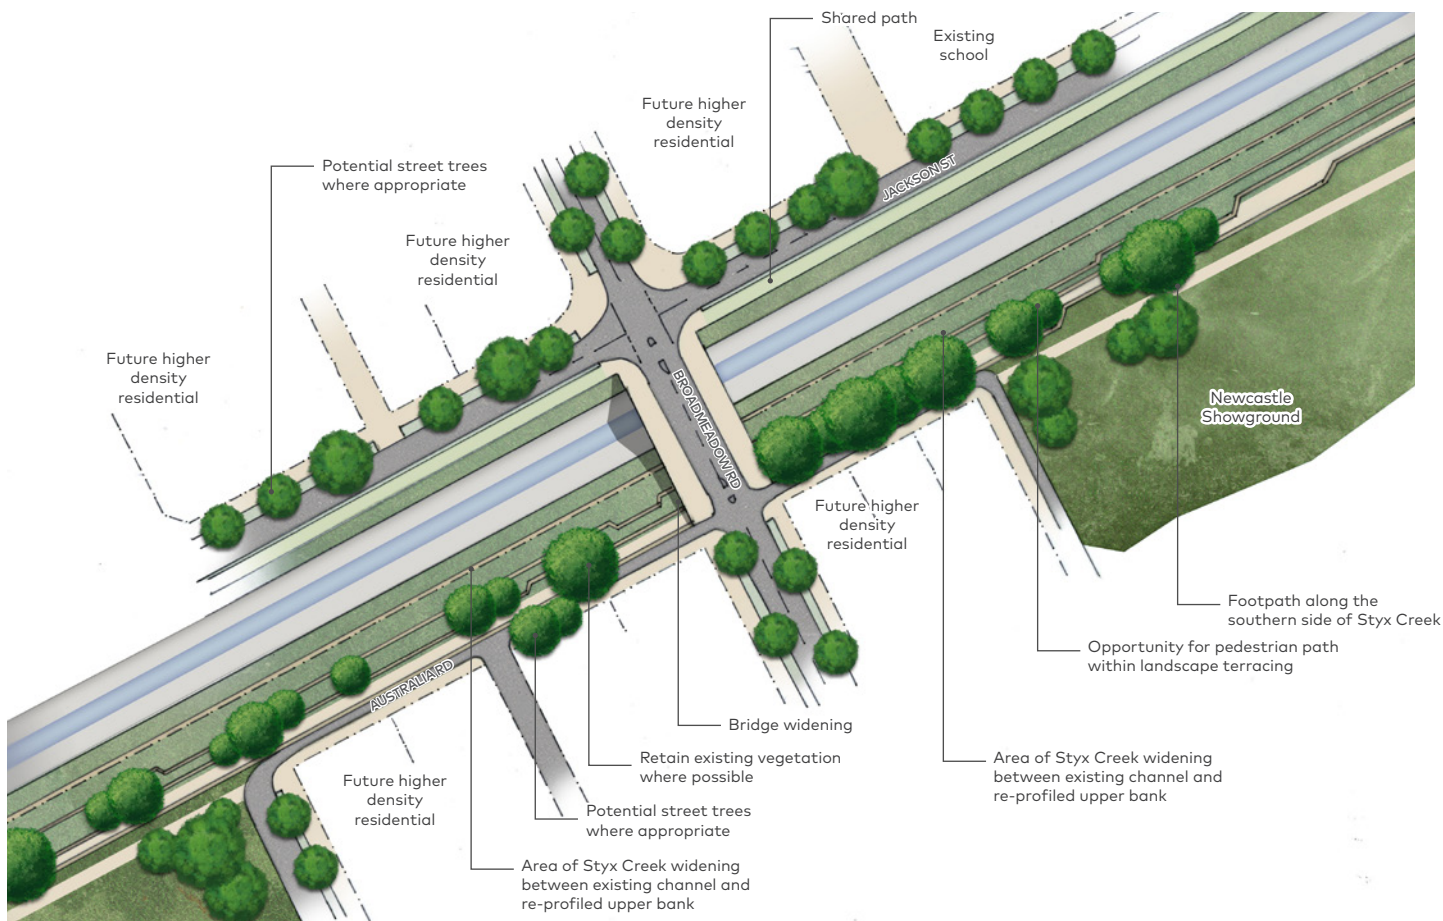 Shared path
Existing
school
Future higher
density
residential
Potential street trees
where appropriate
JACKSON ST
Future higher
density
residential
Future higher
density
residential
BROADMEADOW RD
Newcastle
Showground
Future higher
density
residential
Footpath along the
southern side of Styx Creek
Opportunity for pedestrian path
within landscape terracing
AUSTRALIA RD
Bridge widening
Retain existing vegetation
where possible
Area of Styx Creek widening
between existing channel and
re-profiled upper bank
Future higher
density
residential
Potential street trees
where appropriate
Area of Styx Creek widening
between existing channel and
re-profiled upper bank